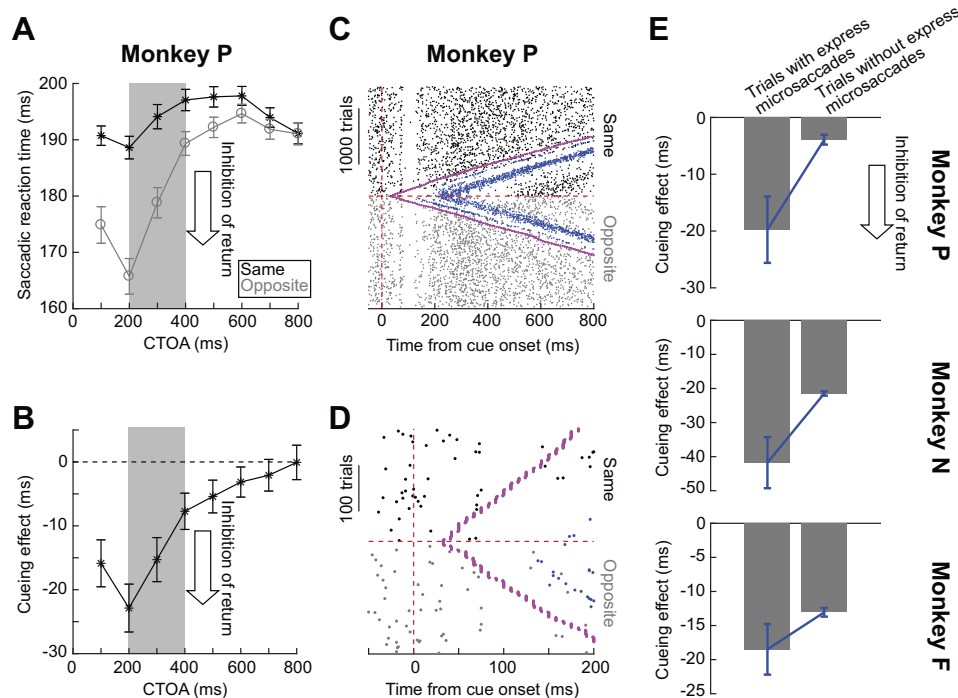 A
Monkey P
Saccadic reaction time (ms)
200
190
180
170
160
0
200
400
600
800
CTOA (ms)
Inhibition
of return
Same
Opposite
B
Cueing effect (ms)
0
-10
-20
-30
0
200
400
600
800
CTOA (ms)
Inhibition
of return
C
1000 trials
Same
Opposite
0
400
800
Time from cue onset (ms)
D
100 trials
Same
Opposite
0
200
Time from cue onset (ms)
E
Trials with express
microsaccades
Trials without express
microsaccades
Cueing effect (ms)
0
-10
-20
-30
Inhibition
of return
Monkey P
Cueing effect (ms)
0
-10
-20
-30
-40
-50
Monkey N
Cueing effect (ms)
0
-5
-10
-15
-20
-25
Monkey F